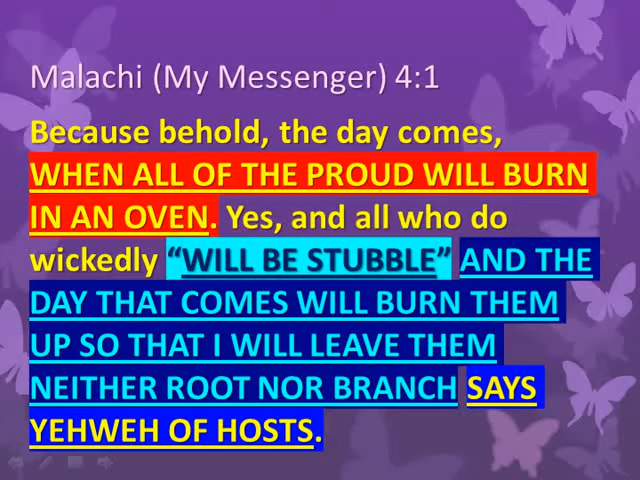 Malachi (My Messenger) 4:1
Because behold, the day comes,
WHEN ALL OF THE PROUD WILL BURN
IN AN OVEN. Yes, and all who do
wickedly “WILL BE STUBBLE” AND THE
DAY THAT COMES WILL BURN THEM
UP SO THAT I WILL LEAVE THEM
NEITHER ROOT NOR BRANCH SAYS
YEHWEH OF HOSTS.